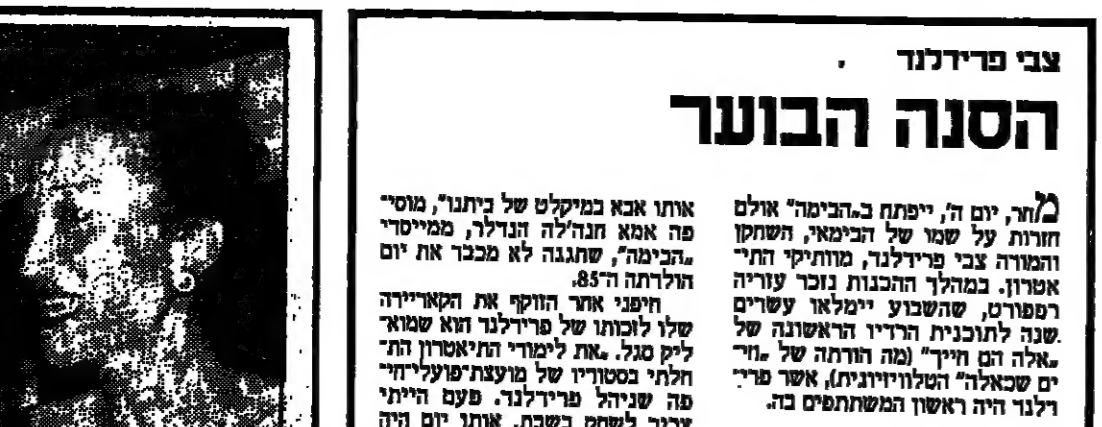 צבי פרידלנד
הסנה הבוער
מחר, יום ה', ייפתח ב„הבימה" אולם
חזרות על שמו של הבימאי, השחקן
והמורה צבי פרידלנד, מוותיקי התי־
אטרון. במהלך ההכנות נזכר עזריה
רפפורט, שהשבוע יימלאו עשרים
שנה לתוכנית הרדיו הראשונה של
„אלה הם חייך" (מה הורתה של „חי־
ים שכאלה" הטלוויזיונית), אשר פרי־
דלנד היה ראשון המשתתפים בה.
אותו אבא במיקלט של ביתנו", מוסי־
פה אמא חנה'לה הנדלר, ממייסדי
„הבימה", שחגגה לא מכבר את יום
הולדתה ה־85.
חיפני אחר הזוקף את הקאריירה
שלו לזכותו של פרידלנד הוא שמוא־
ליק סגל. „את לימודי התיאטרון הת־
חלתי בסטוריו של מועצת־פועלי־חי־
פה שניהל פרידלנד. פעם הייתי
צריך לשחק בשבת. אותו יום היה